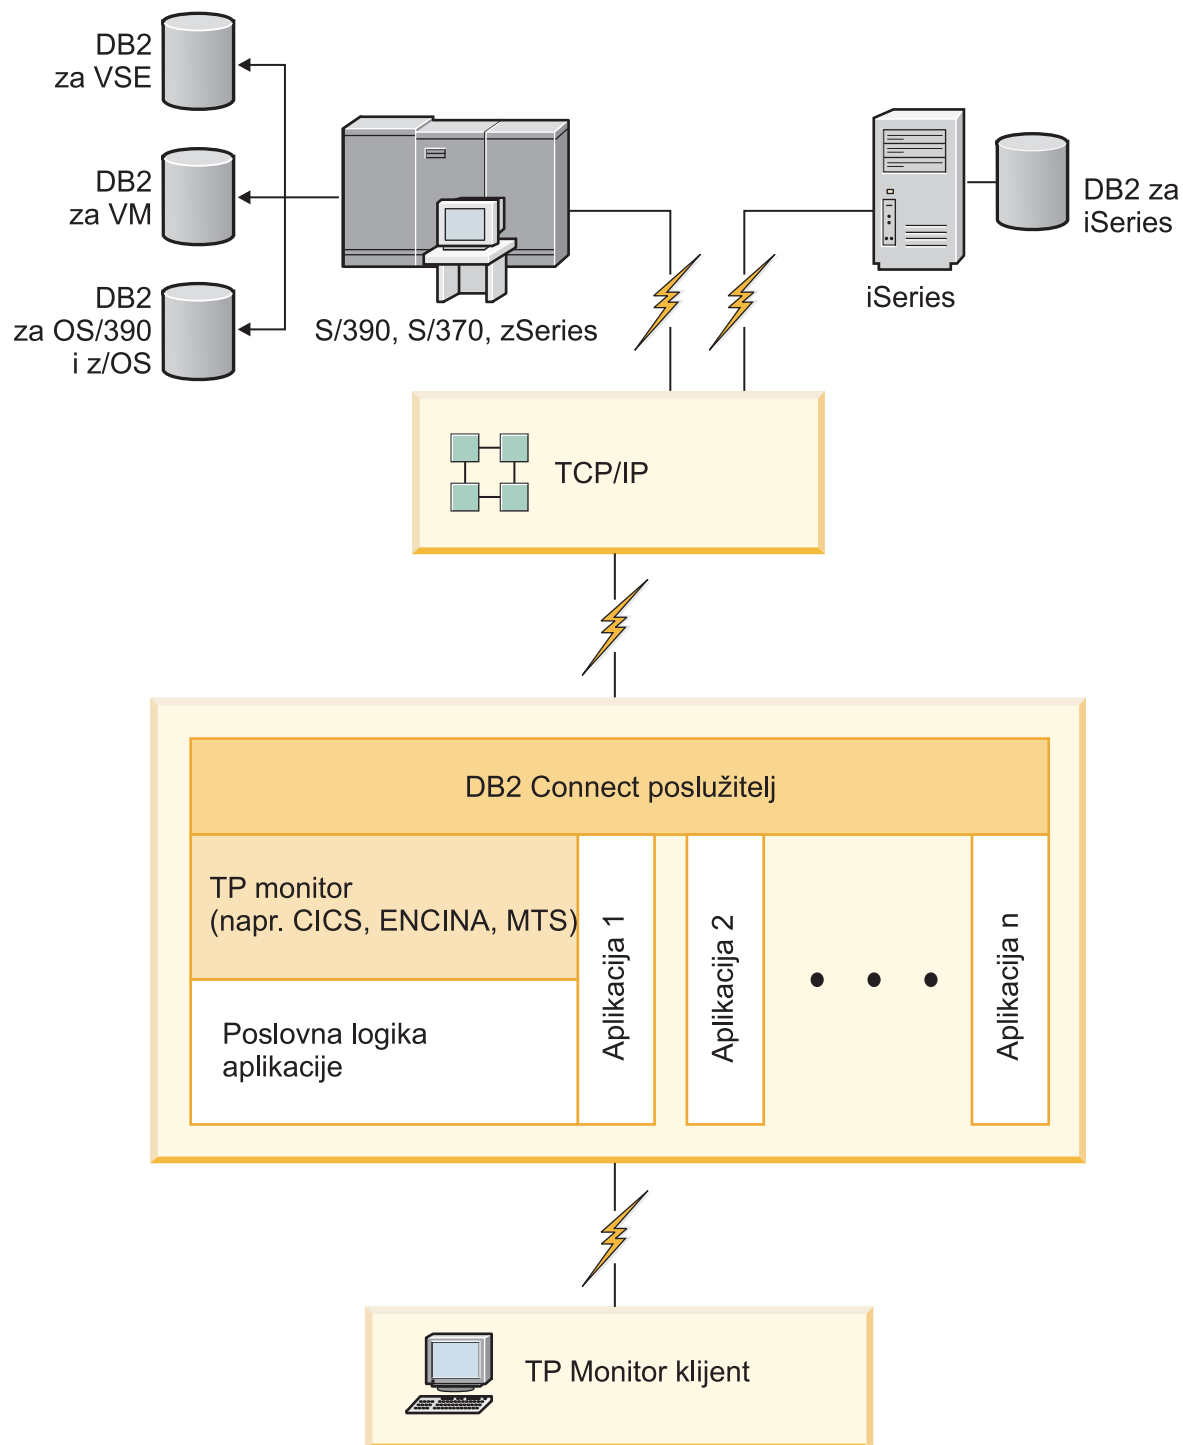 DB2
za VSE
DB2
za VM
DB2
za OS/390
i z/OS
S/390, S/370, zSeries
iSeries
DB2 za
iSeries
TCP/IP
DB2 Connect poslužitelj
TP monitor
(napr. CICS, ENCINA, MTS)
Poslovna logika
aplikacije
Aplikacija 1
Aplikacija 2
Aplikacija n
TP Monitor klijent